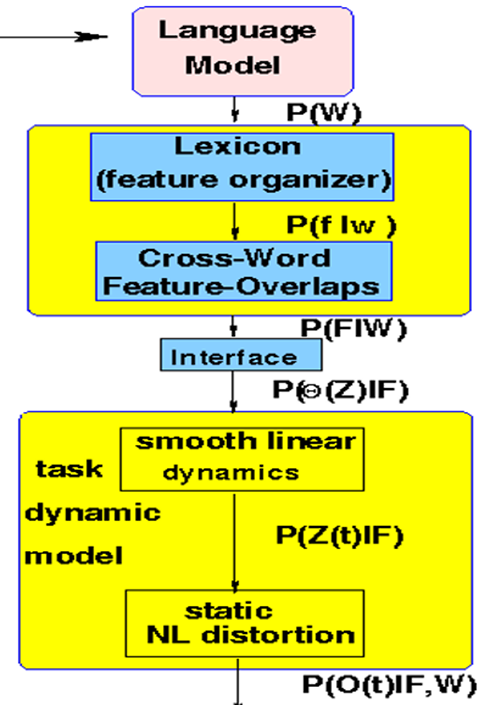 Language
Model
P(W)
Lexicon
(feature organizer)
P(f Iw )
Cross-Word
Feature-Overlaps
P(FIW)
Interface
P(Θ(Z)IF)
smooth linear
dynamics
task
dynamic
model
P(Z(t)IF)
static
NL distortion
P(O(t)IF,W)